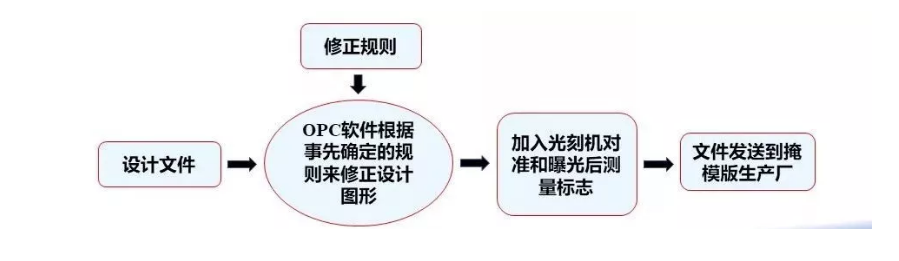 修正规则
设计文件
OPC软件根据
事先确定的规
则来修正设计
图形
加入光刻机对
准和曝光后测
量标志
文件发送到掩
模版生产厂